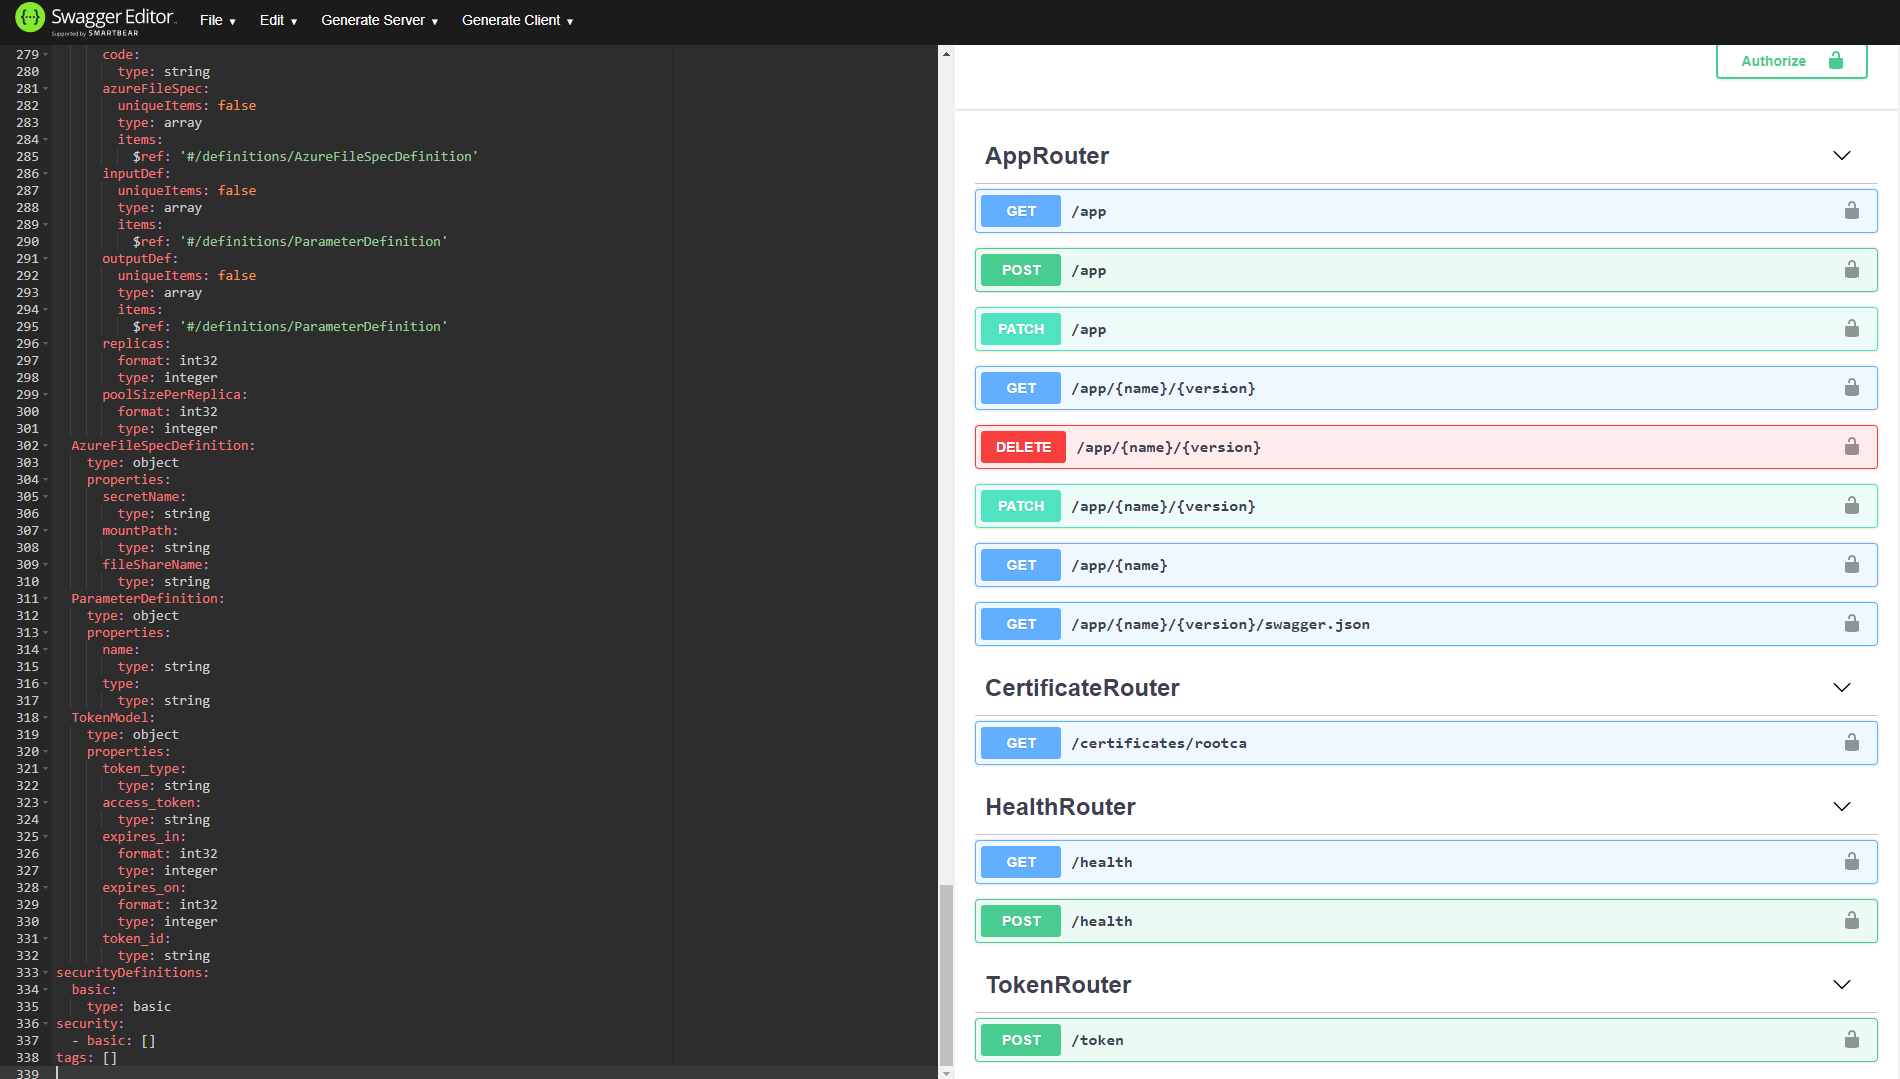 Swagger Editor
Supported by SMARTBEAR
File
Edit
Generate Server
Generate Client
279 code:
280 type: string
281 azureFileSpec:
282 uniqueItems: false
283 type: array
284 items:
285 $ref: '#/definitions/AzureFileSpecDefinition'
286 inputDef:
287 uniqueItems: false
288 type: array
289 items:
290 $ref: '#/definitions/ParameterDefinition'
291 outputDef:
292 uniqueItems: false
293 type: array
294 items:
295 $ref: '#/definitions/ParameterDefinition'
296 replicas:
297 format: int32
298 type: integer
299 poolSizePerReplica:
300 format: int32
301 type: integer
302 AzureFileSpecDefinition:
303 type: object
304 properties:
305 secretName:
306 type: string
307 mountPath:
308 type: string
309 fileShareName:
310 type: string
311 ParameterDefinition:
312 type: object
313 properties:
314 name:
315 type: string
316 type:
317 type: string
318 TokenModel:
319 type: object
320 properties:
321 token_type:
322 type: string
323 access_token:
324 type: string
325 expires_in:
326 format: int32
327 type: integer
328 expires_on:
329 format: int32
330 type: integer
331 token_id:
332 type: string
333 securityDefinitions:
334 basic:
335 type: basic
336 security:
337 - basic: []
338 tags: []
339
Authorize
AppRouter
GET /app
POST /app
PATCH /app
GET /app/{name}/{version}
DELETE /app/{name}/{version}
PATCH /app/{name}/{version}
GET /app/{name}
GET /app/{name}/{version}/swagger.json
CertificateRouter
GET /certificates/rootca
HealthRouter
GET /health
POST /health
TokenRouter
POST /token